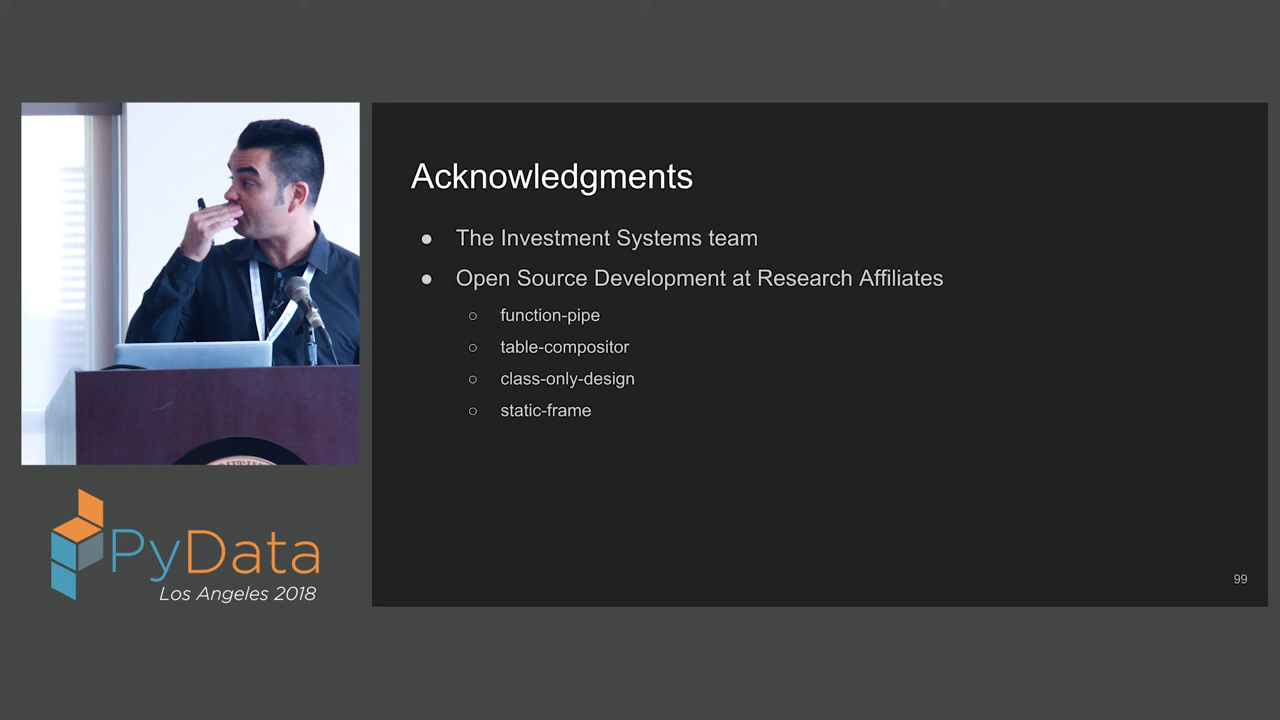 Acknowledgments
● The Investment Systems team
● Open Source Development at Research Affiliates
○ function-pipe
○ table-compositor
○ class-only-design
○ static-frame
99
PyData
Los Angeles 2018